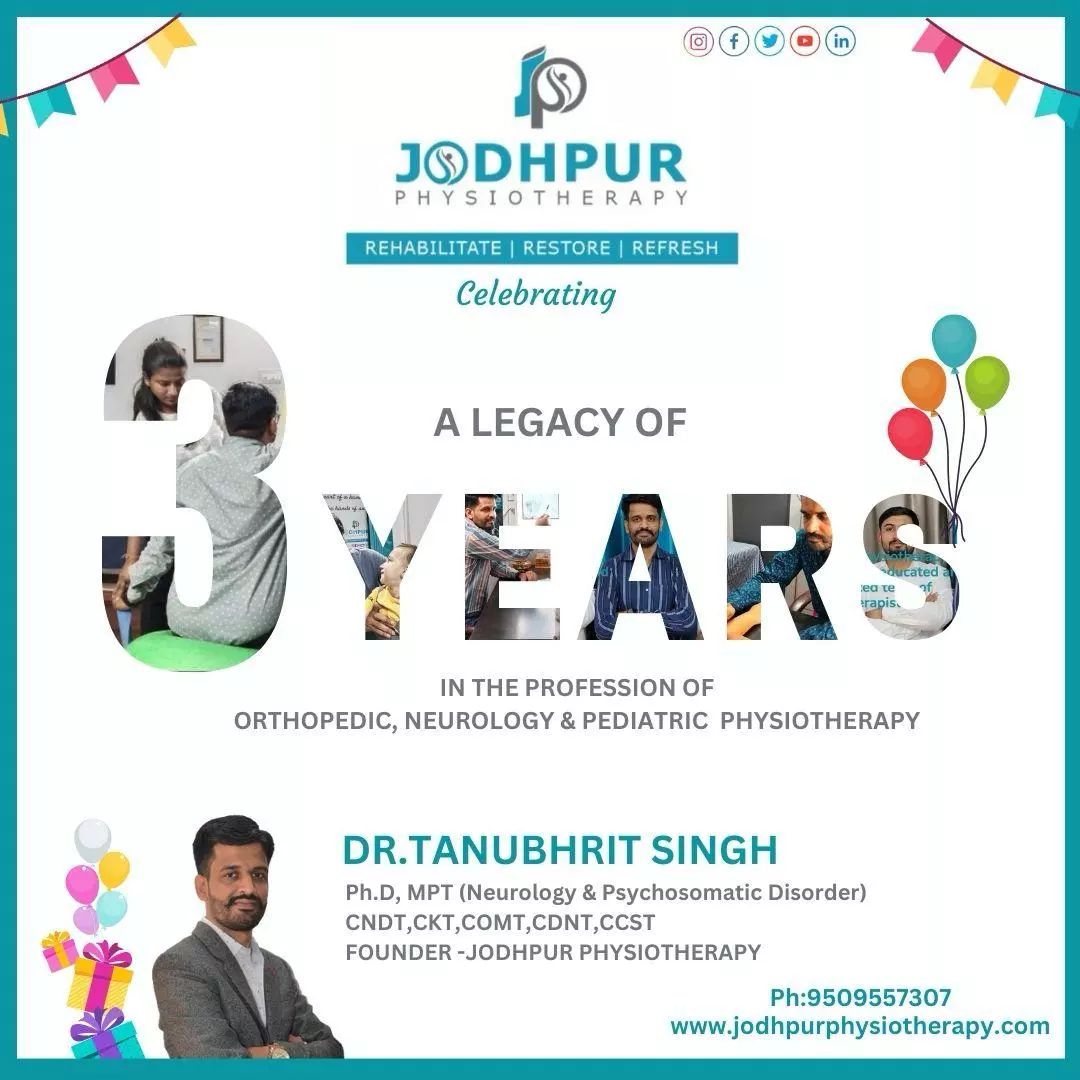 JODHPUR
PHYSIOTHERAPY
REHABILITATE | RESTORE | REFRESH
Celebrating
3
A LEGACY OF
YEARS
IN THE PROFESSION OF
ORTHOPEDIC, NEUROLOGY & PEDIATRIC PHYSIOTHERAPY
DR.TANUBHRIT SINGH
Ph.D, MPT (Neurology & Psychosomatic Disorder)
CNDT,CKT,COMT,CDNT,CCST
FOUNDER -JODHPUR PHYSIOTHERAPY
Ph:9509557307
www.jodhpurphysiotherapy.com